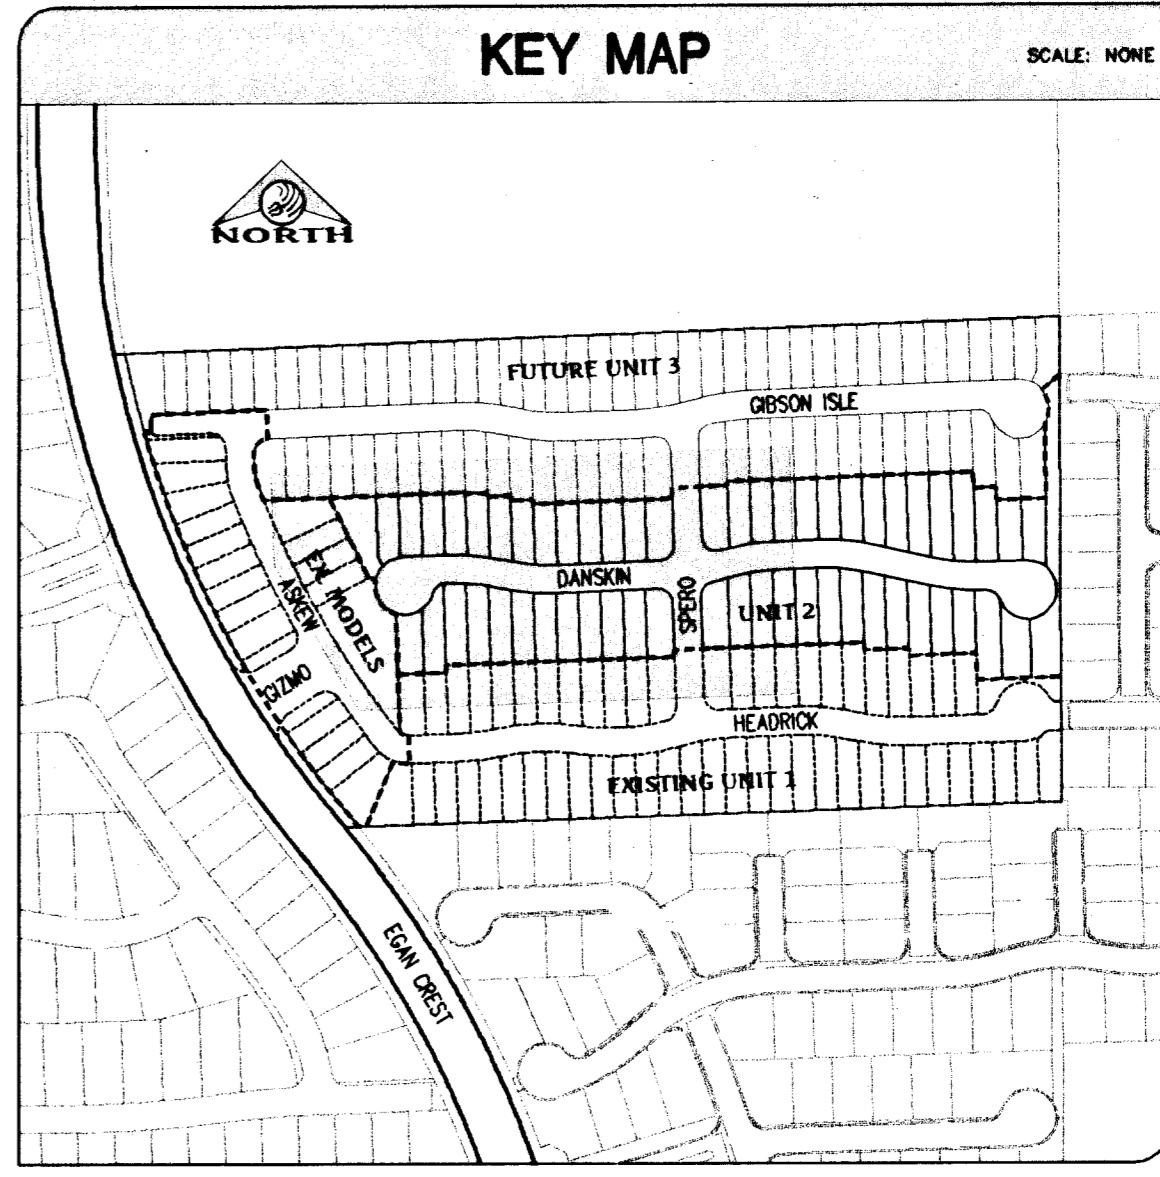 KEY MAP
SCALE: NONE
NORTH
FUTURE UNIT 3
GIBSON ISLE
EX. MODELS
DANSKIN
ASKEW
SPERO
UNIT 2
GIZMO
HEADRICK
EXISTING UNIT 1
EGAN CREST